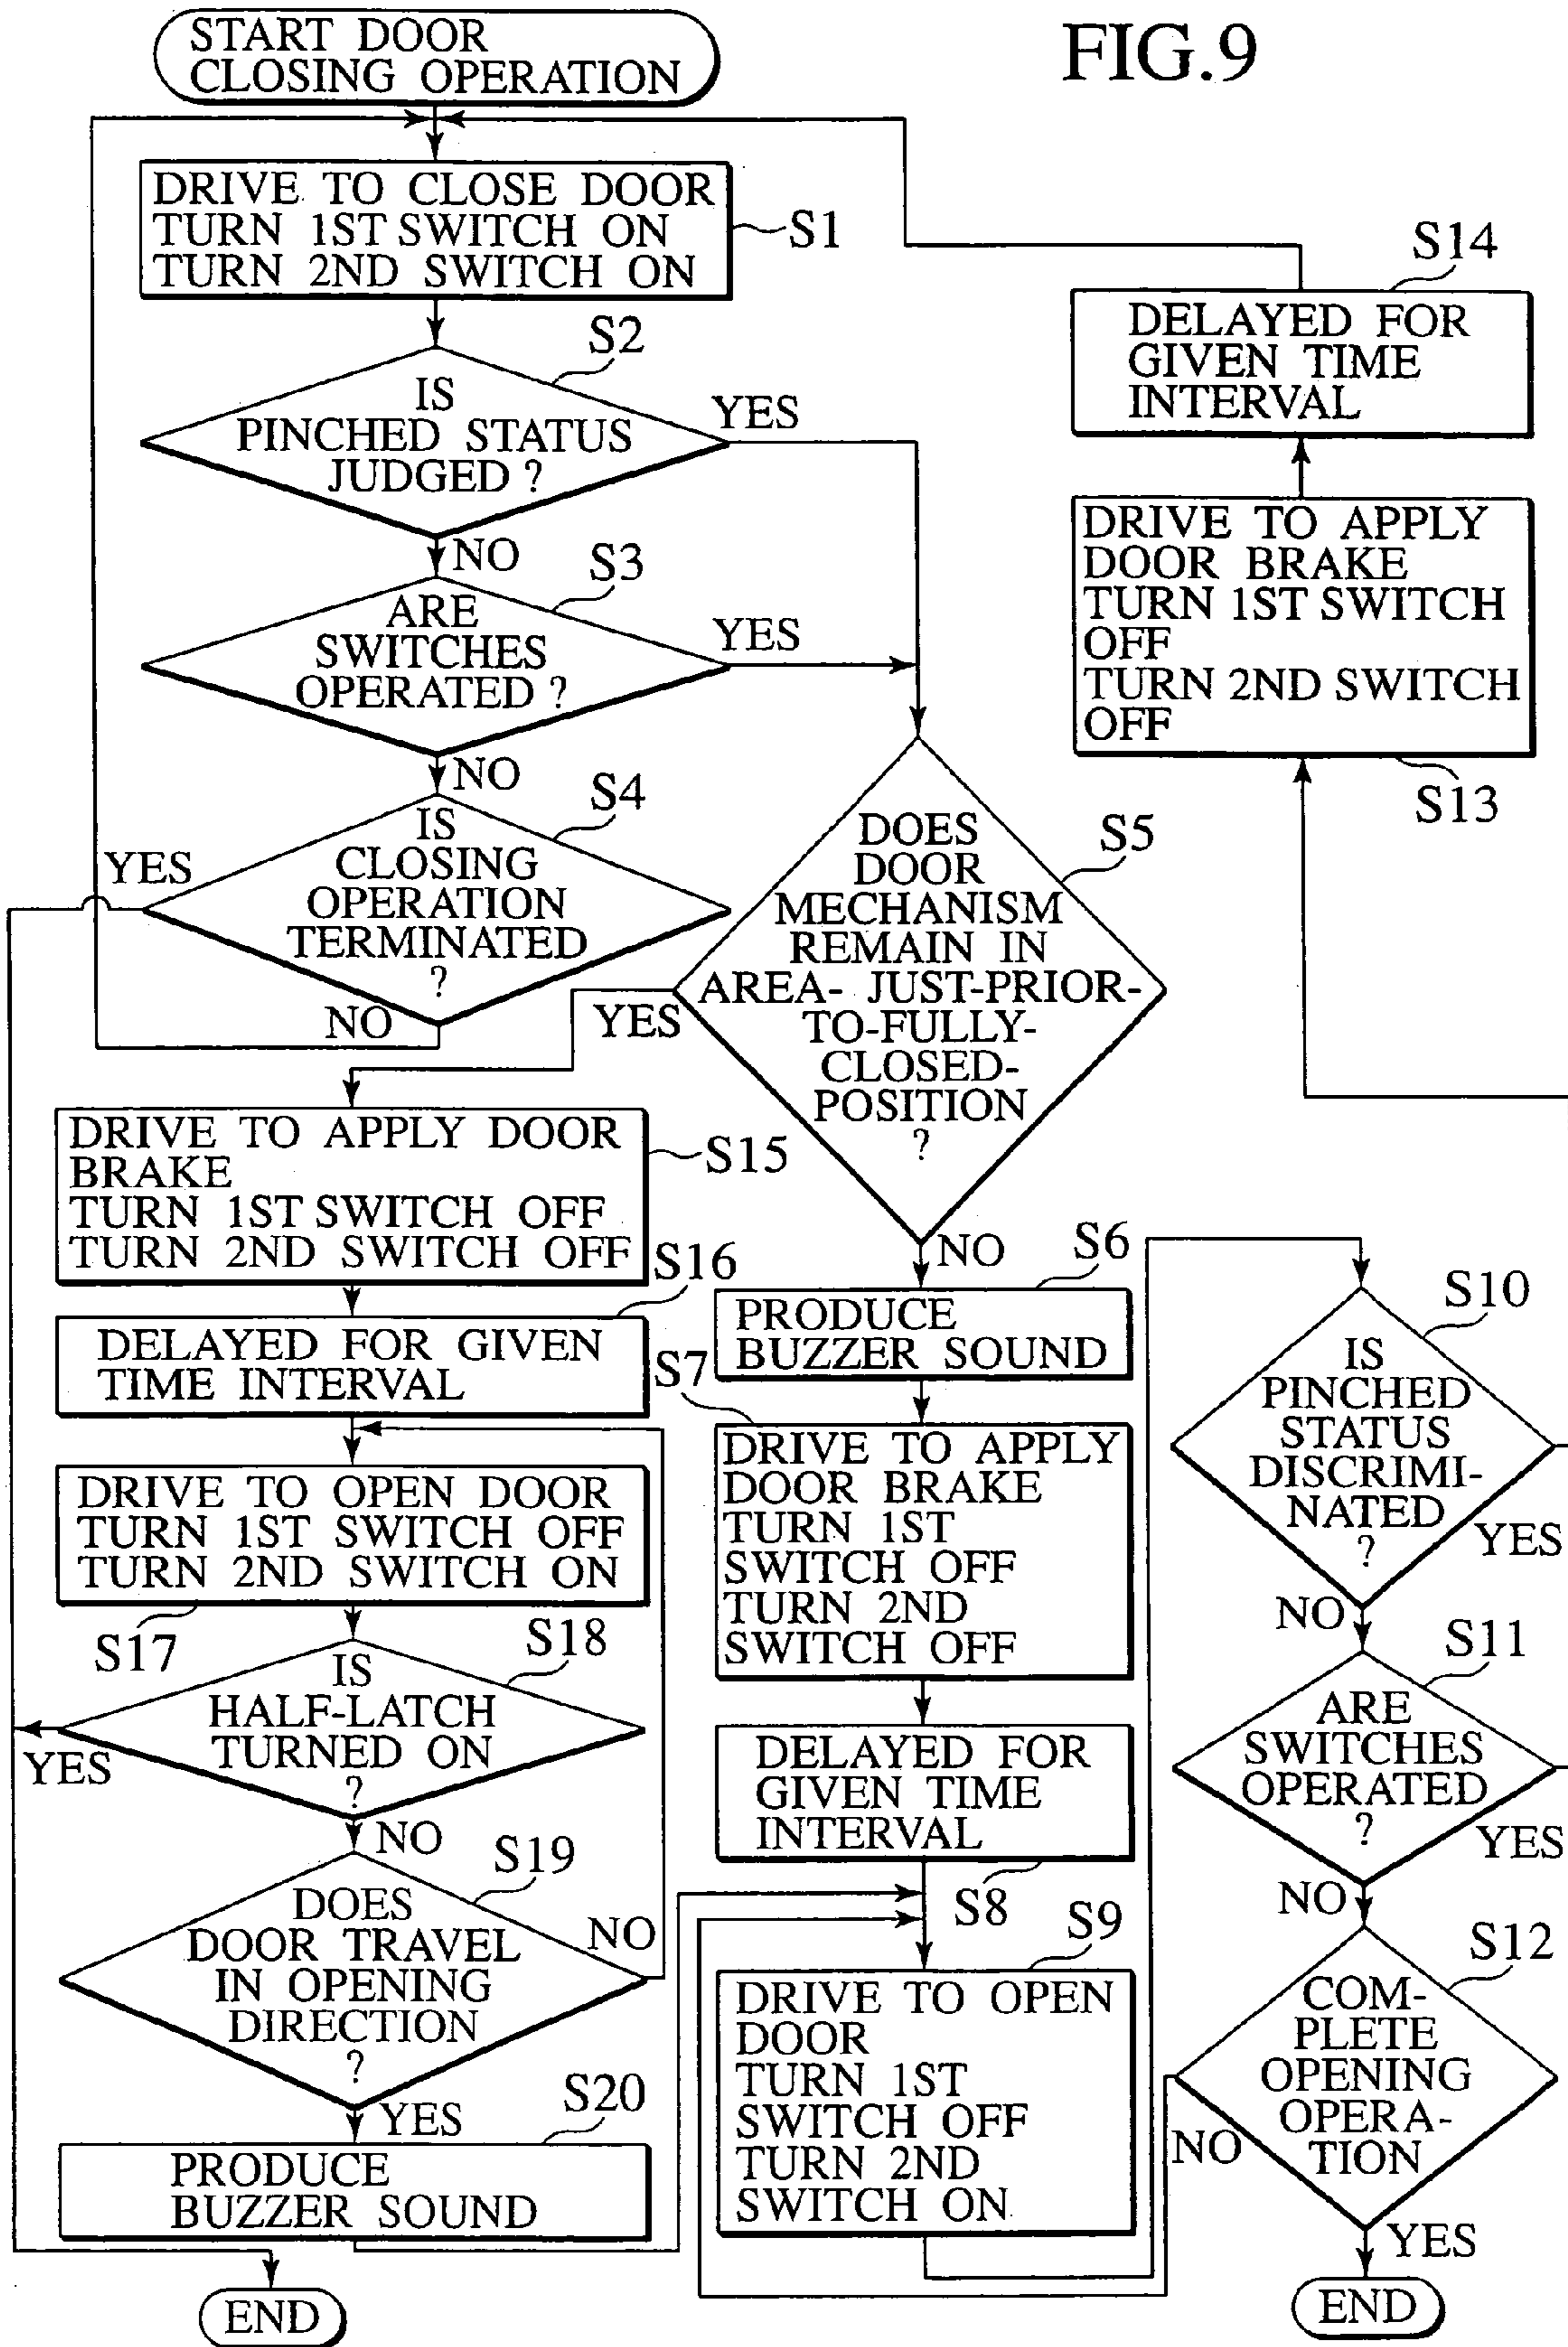 FIG.9
START DOOR
CLOSING OPERATION
DRIVE TO CLOSE DOOR
TURN 1ST SWITCH ON
TURN 2ND SWITCH ON
S1
S2
IS
PINCHED STATUS
JUDGED ?
YES
NO
S3
ARE
SWITCHES
OPERATED ?
YES
NO
S4
IS
CLOSING
OPERATION
TERMINATED
?
YES
NO
S5
DOES
DOOR
MECHANISM
REMAIN IN
AREA- JUST-PRIOR-
TO-FULLY-
CLOSED-
POSITION
?
YES
NO
S14
DELAYED FOR
GIVEN TIME
INTERVAL
DRIVE TO APPLY
DOOR BRAKE
TURN 1ST SWITCH
OFF
TURN 2ND SWITCH
OFF
S13
DRIVE TO APPLY DOOR
BRAKE
TURN 1ST SWITCH OFF
TURN 2ND SWITCH OFF
S15
S16
DELAYED FOR GIVEN
TIME INTERVAL
DRIVE TO OPEN DOOR
TURN 1ST SWITCH OFF
TURN 2ND SWITCH ON
S17
S18
IS
HALF-LATCH
TURNED ON
?
YES
NO
S19
DOES
DOOR TRAVEL
IN OPENING
DIRECTION
?
NO
YES
S20
PRODUCE
BUZZER SOUND
END
S6
PRODUCE
BUZZER SOUND
S7
DRIVE TO APPLY
DOOR BRAKE
TURN 1ST
SWITCH OFF
TURN 2ND
SWITCH OFF
DELAYED FOR
GIVEN TIME
INTERVAL
S8
S9
DRIVE TO OPEN
DOOR
TURN 1ST
SWITCH OFF
TURN 2ND
SWITCH ON
S10
IS
PINCHED
STATUS
DISCRIMI-
NATED
?
YES
NO
S11
ARE
SWITCHES
OPERATED
?
YES
NO
S12
COM-
PLETE
OPENING
OPERA-
TION
NO
YES
END